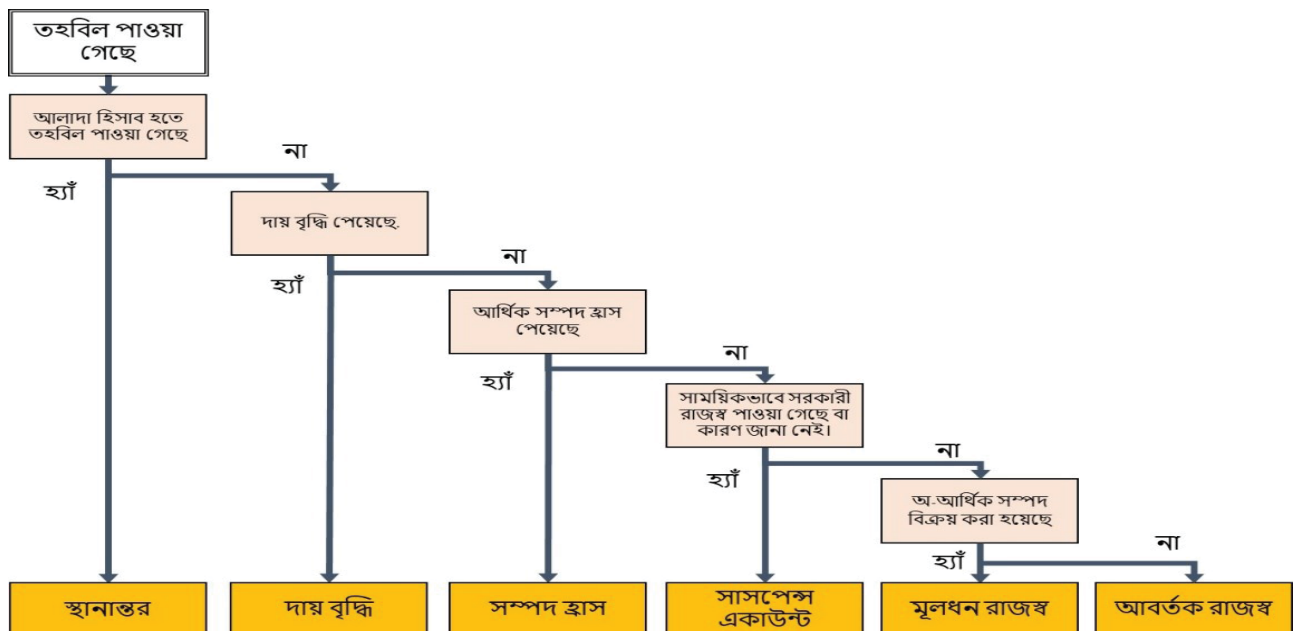 তহবিল পাওয়া
গেছে
আলাদা হিসাব হতে
তহবিল পাওয়া গেছে
না
হ্যাঁ
দায় বৃদ্ধি পেয়েছে.
না
হ্যাঁ
আর্থিক সম্পদ হ্রাস
পেয়েছে
না
হ্যাঁ
সাময়িকভাবে সরকারী
রাজস্ব পাওয়া গেছে বা
কারণ জানা নেই।
না
হ্যাঁ
অ-আর্থিক সম্পদ
বিক্রয় করা হয়েছে
না
হ্যাঁ
স্থানান্তর
দায় বৃদ্ধি
সম্পদ হ্রাস
সাসপেন্স
একাউন্ট
মূলধন রাজস্ব
আবর্তক রাজস্ব